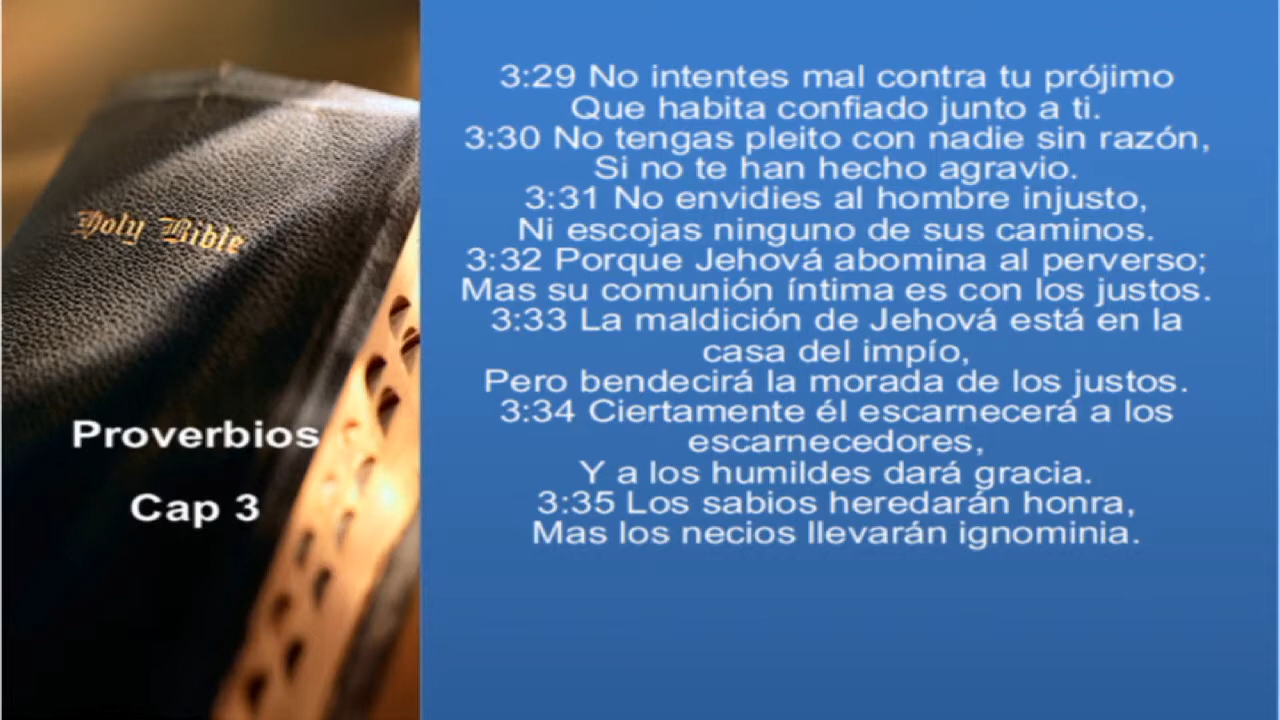 Holy Bible
Proverbios
Cap 3
3:29 No intentes mal contra tu prójimo
Que habita confiado junto a ti.
3:30 No tengas pleito con nadie sin razón,
Si no te han hecho agravio.
3:31 No envidies al hombre injusto,
Ni escojas ninguno de sus caminos.
3:32 Porque Jehová abomina al perverso;
Mas su comunión íntima es con los justos.
3:33 La maldición de Jehová está en la
casa del impío,
Pero bendecirá la morada de los justos.
3:34 Ciertamente él escarnecerá a los
escarnecedores,
Y a los humildes dará gracia.
3:35 Los sabios heredarán honra,
Mas los necios llevarán ignominia.